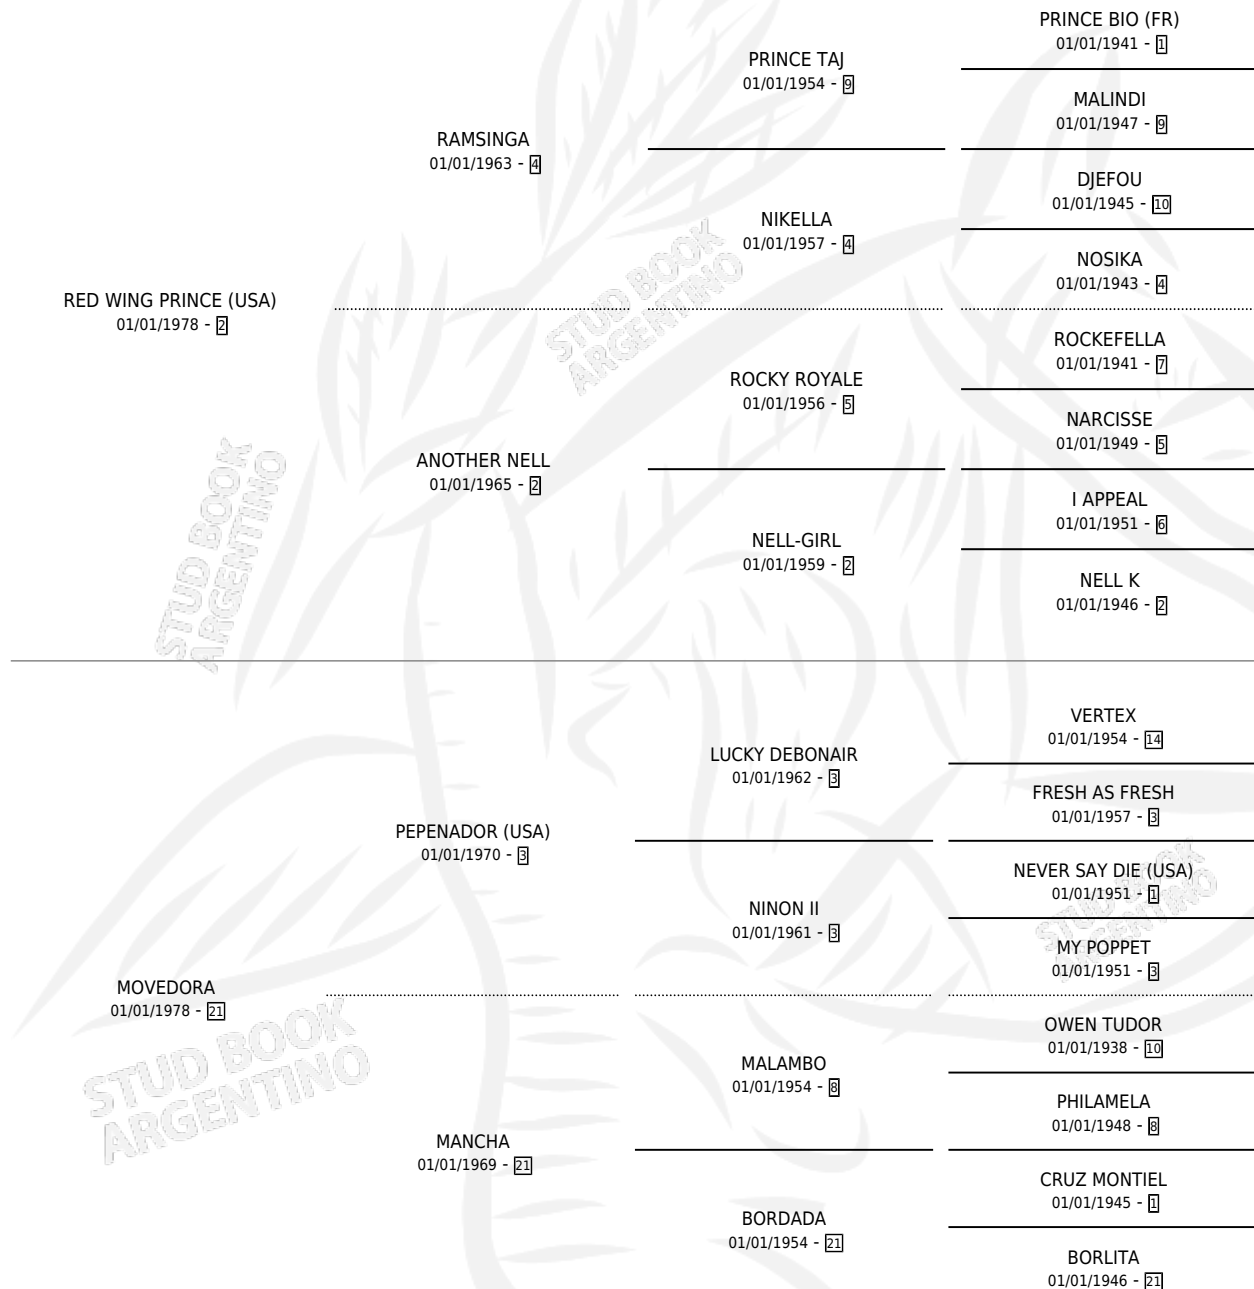 PRINCE BIO (FR)
01/01/1941 - 1
PRINCE TAJ
01/01/1954 - 9
MALINDI
01/01/1947 - 9
RAMSINGA
01/01/1963 - 4
DJEFOU
01/01/1945 - 10
NIKELLA
01/01/1957 - 4
NOSIKA
01/01/1943 - 4
RED WING PRINCE (USA)
01/01/1978 - 2
ROCKEFELLA
01/01/1941 - 7
ROCKY ROYALE
01/01/1956 - 5
NARCISSE
01/01/1949 - 5
ANOTHER NELL
01/01/1965 - 2
I APPEAL
01/01/1951 - 6
NELL-GIRL
01/01/1959 - 2
NELL K
01/01/1946 - 2
VERTEX
01/01/1954 - 14
LUCKY DEBONAIR
01/01/1962 - 3
FRESH AS FRESH
01/01/1957 - 3
PEPENADOR (USA)
01/01/1970 - 3
NEVER SAY DIE (USA)
01/01/1951 - 1
NINON II
01/01/1961 - 3
MY POPPET
01/01/1951 - 3
MOVEDORA
01/01/1978 - 21
OWEN TUDOR
01/01/1938 - 10
MALAMBO
01/01/1954 - 8
PHILAMELA
01/01/1948 - 8
MANCHA
01/01/1969 - 21
CRUZ MONTIEL
01/01/1945 - 1
BORDADA
01/01/1954 - 21
BORLITA
01/01/1946 - 21
STUD BOOK
ARGENTINO
STUD BOOK
ARGENTINO
STUD BOOK
ARGENTINO
STUD BOOK
ARGENTINO